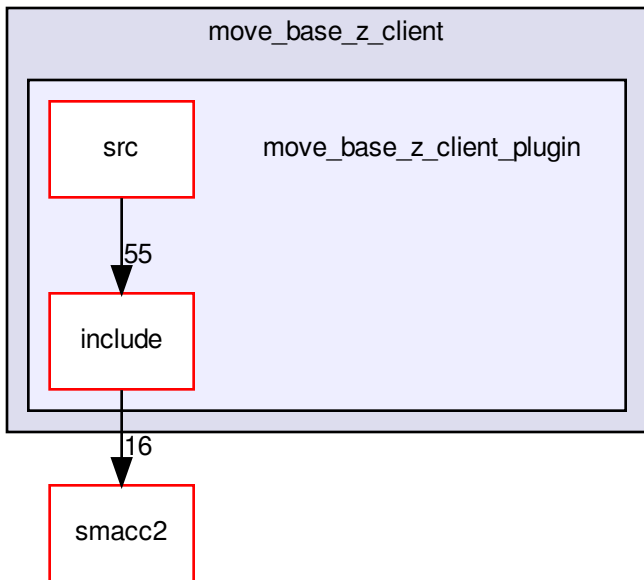 move_base_z_client
src
move_base_z_client_plugin
55
include
16
smacc2